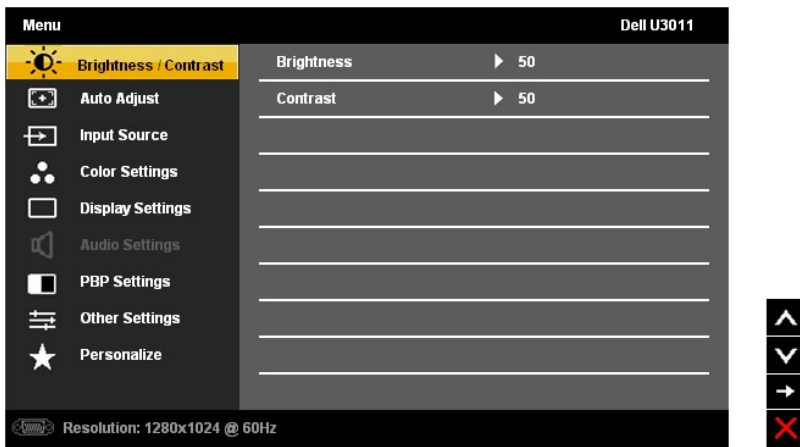 Menu Dell U3011
Brightness / Contrast Brightness 50
Auto Adjust Contrast 50
Input Source
Color Settings
Display Settings
Audio Settings
PBP Settings
Other Settings
Personalize
Resolution: 1280x1024 @ 60Hz